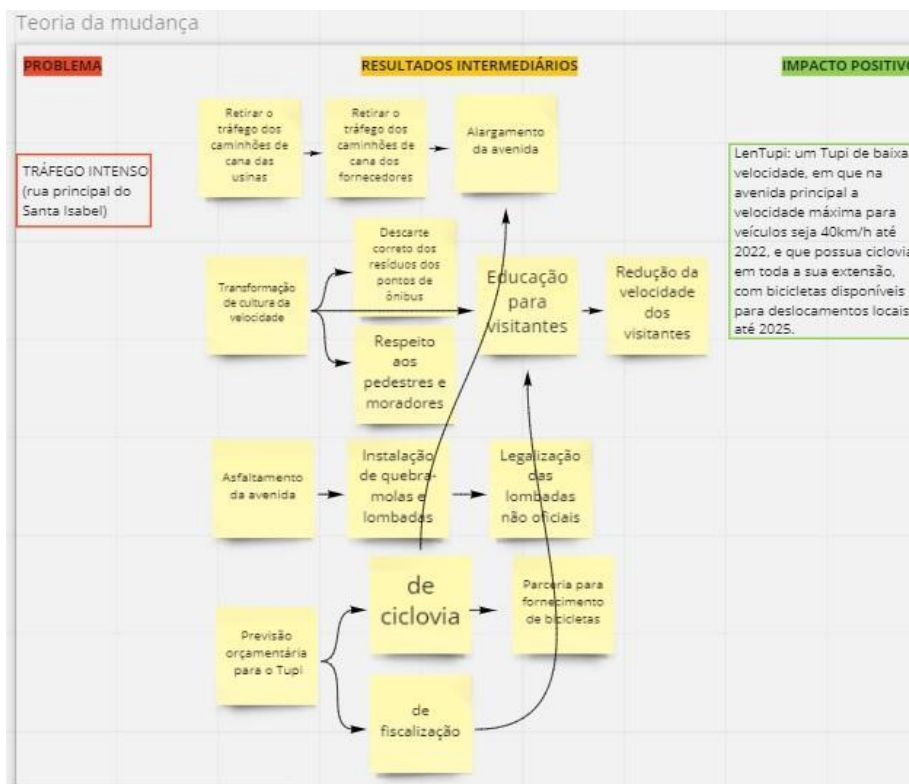 Teoria da mudança
PROBLEMA
RESULTADOS INTERMEDIÁRIOS
IMPACTO POSITIVO
TRÁFEGO INTENSO
(rua principal do
Santa Isabel)
Retirar o
tráfego dos
caminhões de
cana das
usinas
Retirar o
tráfego dos
caminhões de
cana dos
fornecedores
Alargamento
da avenida
LenTupi: um Tupi de baixa
velocidade, em que na
avenida principal a
velocidade máxima para
veículos seja 40km/h até
2022, e que possua ciclovia
em toda a sua extensão,
com bicicletas disponíveis
para deslocamentos locais
até 2025.
Transformação
de cultura da
velocidade
Descarte
correto dos
resíduos dos
pontos de
ônibus
Respeito
aos
pedestres e
moradores
Educação
para
visitantes
Redução da
velocidade
dos
visitantes
Asfaltamento
da avenida
Instalação
de quebra-
molas e
lombadas
Legalização
das
lombadas
não oficiais
Previsão
orçamentária
para o Tupi
de
ciclovia
Parceria para
fornecimento
de bicicletas
de
fiscalização